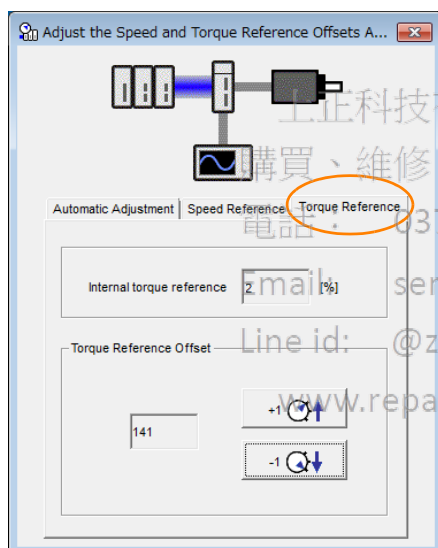 Adjust the Speed and Torque Reference Offsets A...
上正科技
購買、維修
Automatic Adjustment
Speed Reference
Torque Reference
電話: 037
Internal torque reference
2
[%]
Email: ser
Torque Reference Offset
Line id: @z
+1
www.repa
141
-1